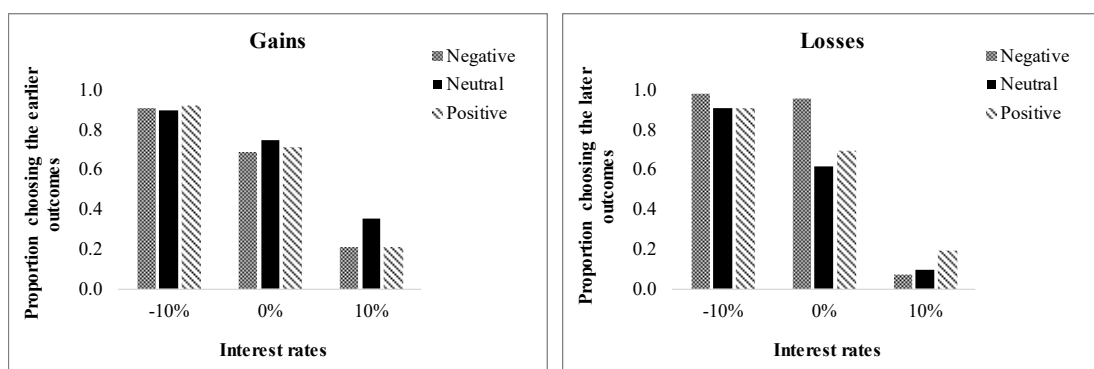 Gains
Negative
Neutral
Positive
Proportion choosing the earlier
outcomes
1.0
0.8
0.6
0.4
0.2
0.0
-10%
0%
10%
Interest rates
Losses
Negative
Neutral
Positive
Proportion choosing the later
outcomes
1.0
0.8
0.6
0.4
0.2
0.0
-10%
0%
10%
Interest rates